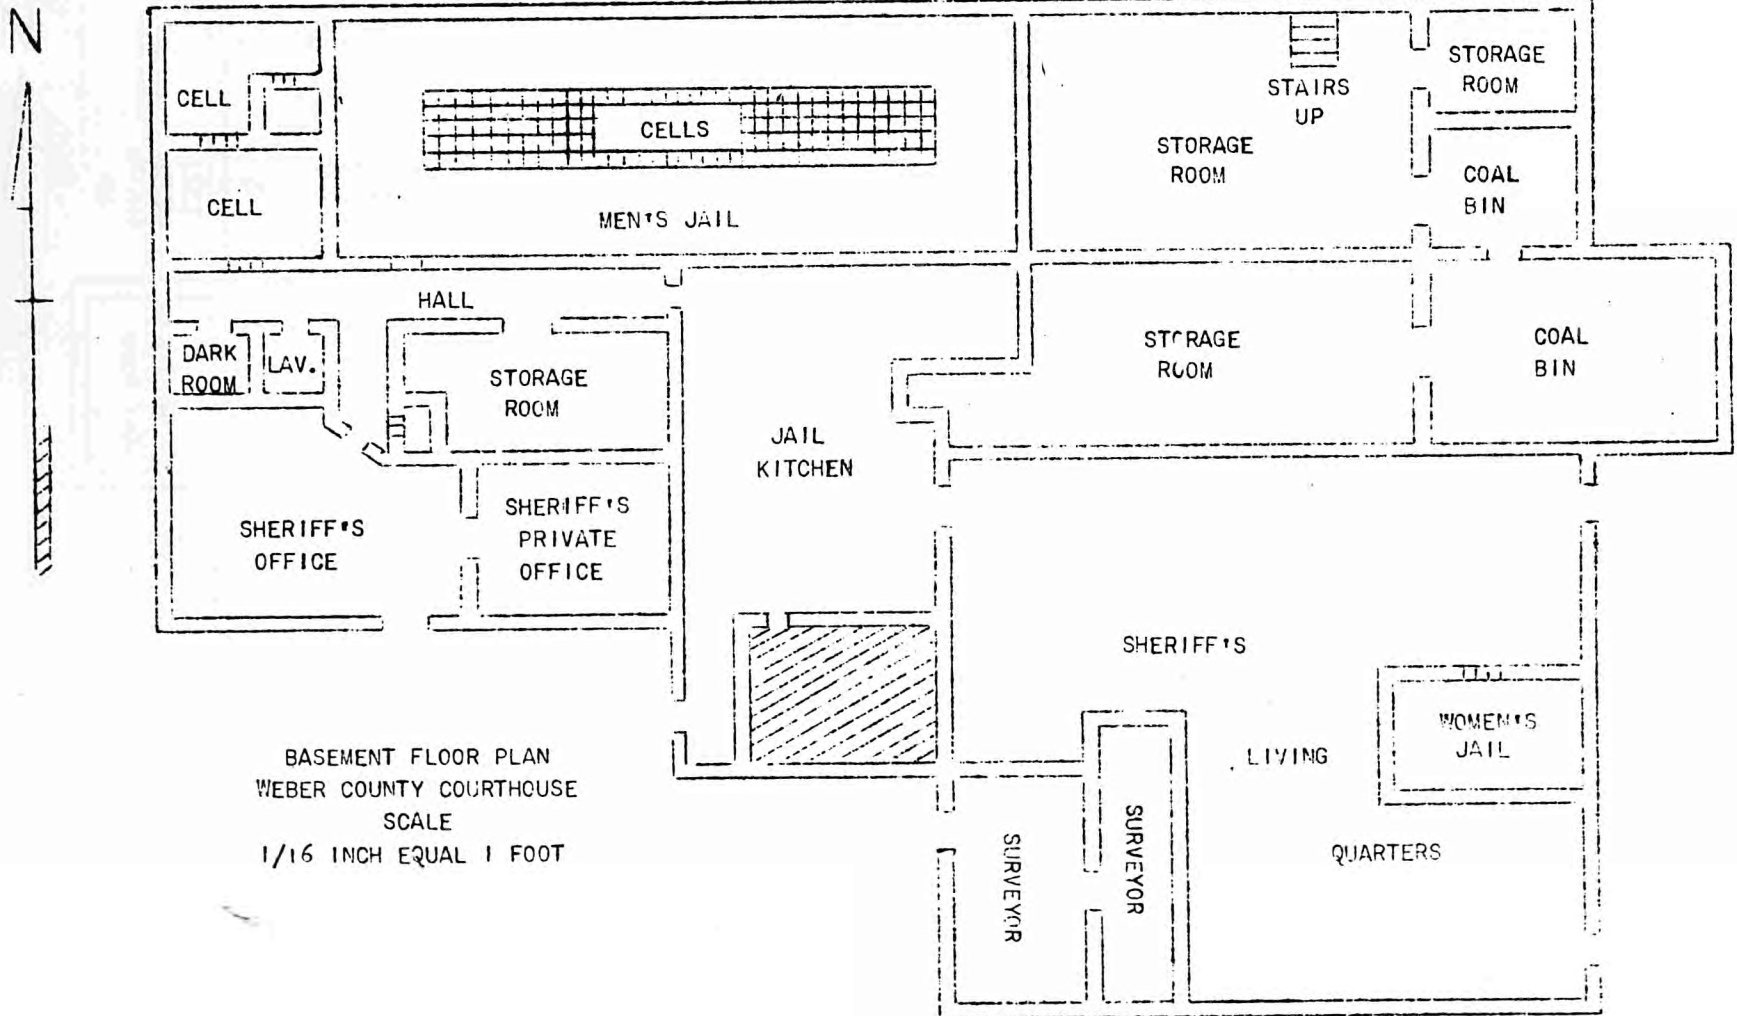 N
CELL
CELL
CELLS
MEN'S JAIL
STAIRS
UP
STORAGE
ROOM
STORAGE
ROOM
COAL
BIN
HALL
DARK
ROOM
LAV.
STORAGE
ROOM
JAIL
KITCHEN
STORAGE
ROOM
COAL
BIN
SHERIFF'S
OFFICE
SHERIFF'S
PRIVATE
OFFICE
SHERIFF'S
LIVING
QUARTERS
WOMEN'S
JAIL
SURVEYOR
SURVEYOR
BASEMENT FLOOR PLAN
WEBER COUNTY COURTHOUSE
SCALE
1/16 INCH EQUAL 1 FOOT